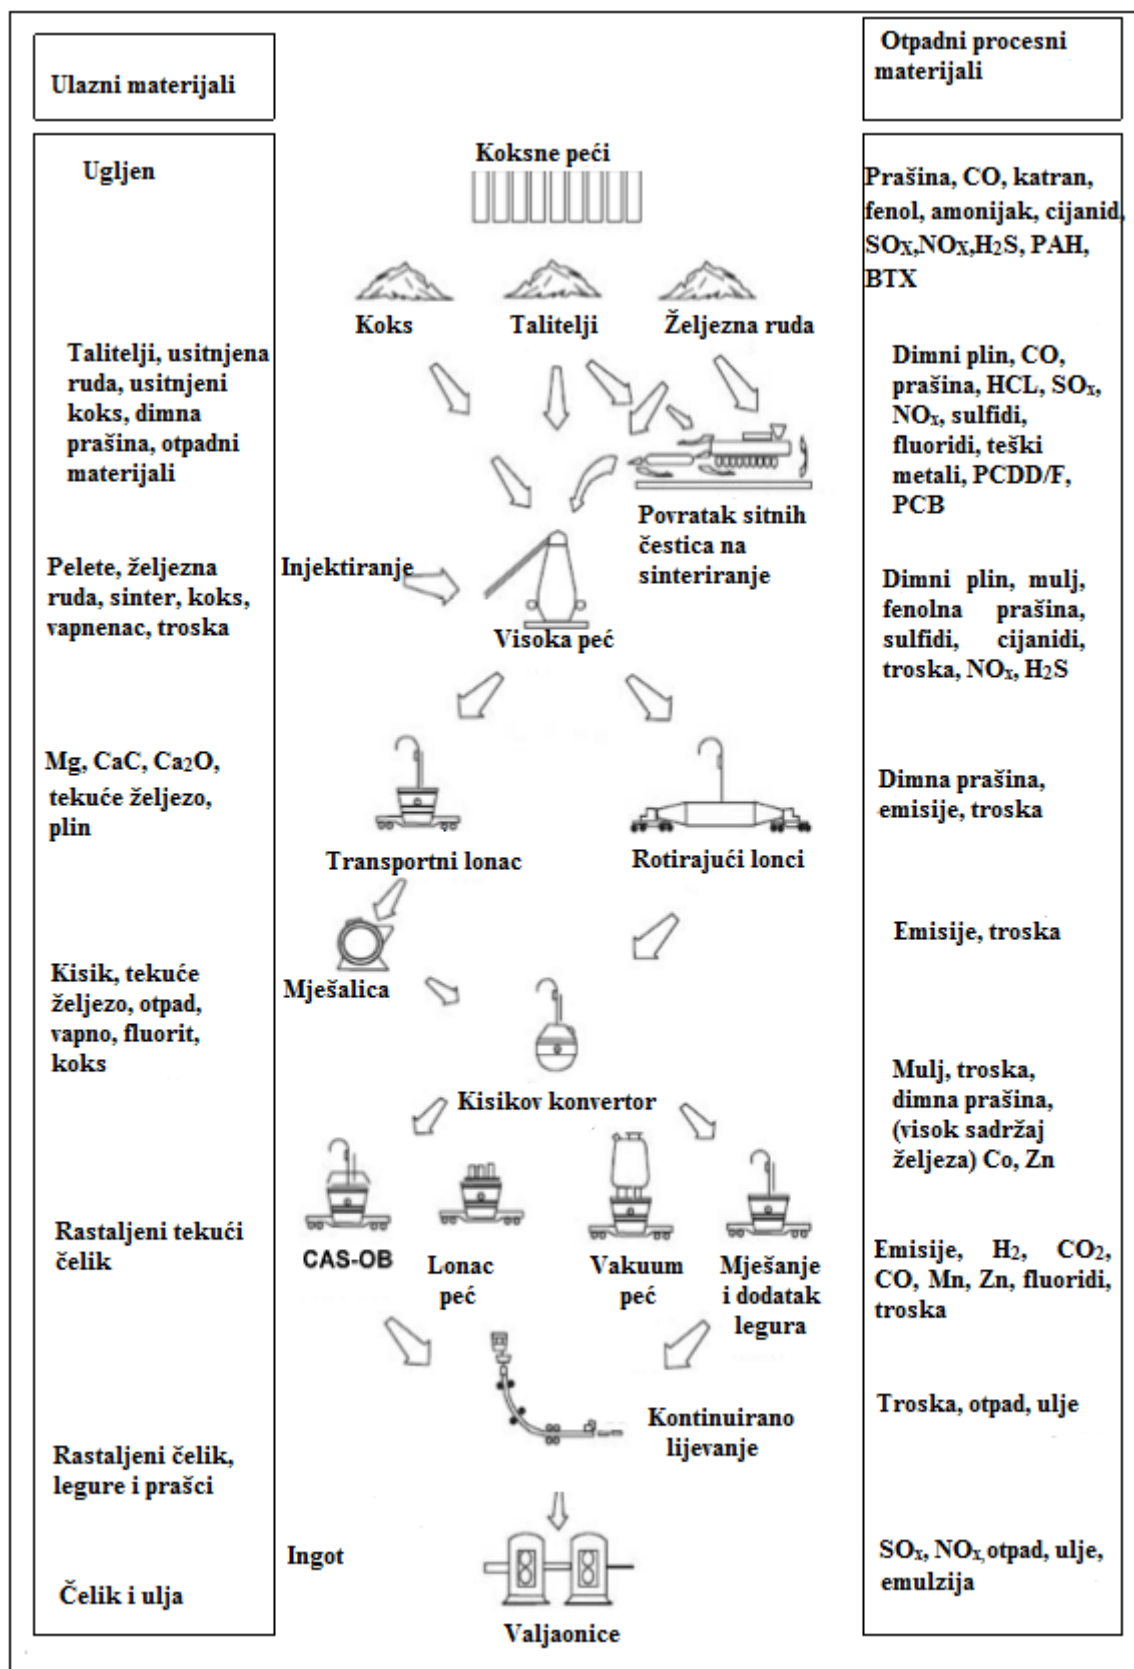 Ulazni materijali
Otpadni procesni
materijali
Ugljen
Koksne peći
Prašina, CO, katran,
fenol, amonijak, cijanid,
SOX,NOX,H2S, PAH,
BTX
Koks
Talitelji
Željezna ruda
Talitelji, usitnjena
ruda, usitnjeni
koks, dimna
prašina, otpadni
materijali
Dimni plin, CO,
prašina, HCL, SOx,
NOx, sulfidi,
fluoridi, teški
metali, PCDD/F,
PCB
Povratak sitnih
čestica na
sinteriranje
Pelete, željezna
ruda, sinter, koks,
vapnenac, troska
Injektiranje
Visoka peć
Dimni plin, mulj,
fenolna prašina,
sulfidi, cijanidi,
troska, NOx, H2S
Mg, CaC, Ca2O,
tekuće željezo,
plin
Transportni lonac
Rotirajući lonci
Dimna prašina,
emisije, troska
Mješalica
Emisije, troska
Kisik, tekuće
željezo, otpad,
vapno, fluorit,
koks
Kisikov konvertor
Mulj, troska,
dimna prašina,
(visok sadržaj
željeza) Co, Zn
Rastaljeni tekući
čelik
CAS-OB
Lonac
peć
Vakuum
peć
Mješanje
i dodatak
legura
Emisije, H2, CO2,
CO, Mn, Zn, fluoridi,
troska
Kontinuirano
lijevanje
Troska, otpad, ulje
Rastaljeni čelik,
legure i prašci
Ingot
Valjaonice
SOx, NOx, otpad, ulje,
emulzija
Čelik i ulja